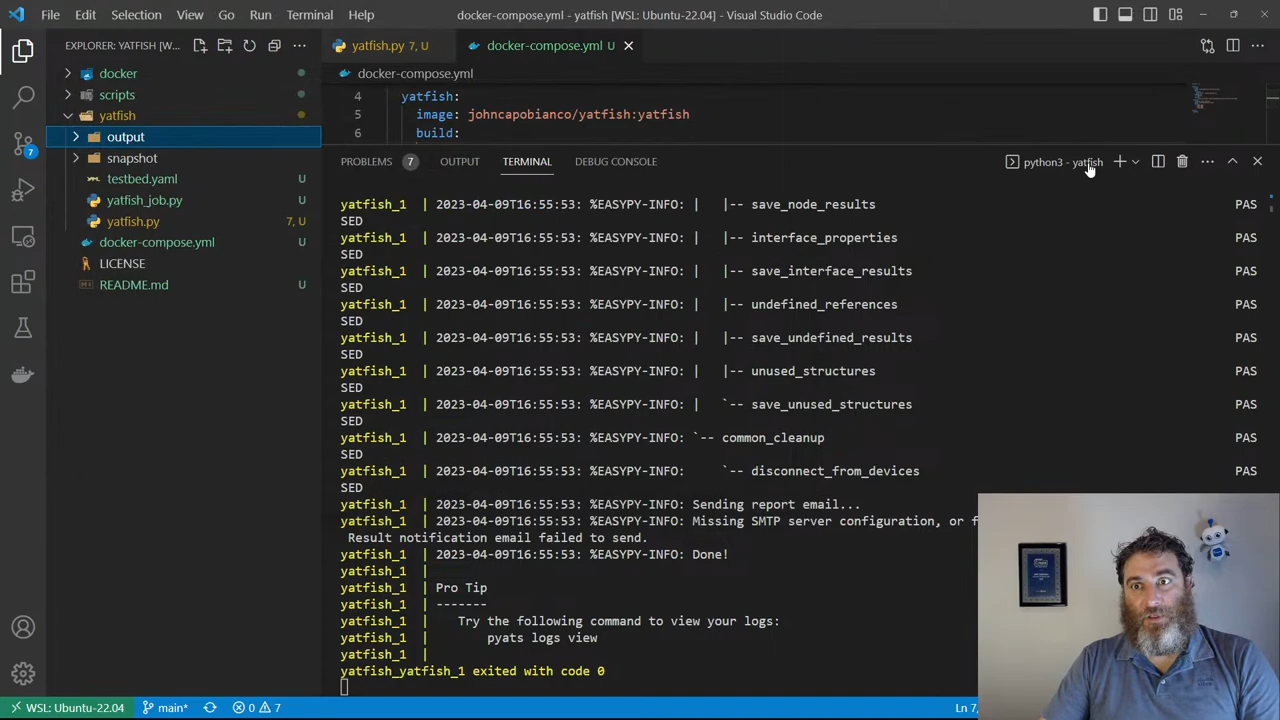 File Edit Selection View Go Run Terminal Help docker-compose.yml - yatfish [WSL: Ubuntu-22.04] - Visual Studio Code
EXPLORER: YATFISH [W...
yatfish.py 7, U
docker-compose.yml U
docker
scripts
yatfish
output
snapshot
testbed.yaml U
yatfish_job.py U
yatfish.py 7, U
docker-compose.yml U
LICENSE
README.md U
docker-compose.yml
4 yatfish:
5 image: johncapobianco/yatfish:yatfish
6 build:
PROBLEMS 7 OUTPUT TERMINAL DEBUG CONSOLE python3 - yatfish
yatfish_1 | 2023-04-09T16:55:53: %EASYPY-INFO: | |-- save_node_results PAS
SED
yatfish_1 | 2023-04-09T16:55:53: %EASYPY-INFO: | |-- interface_properties PAS
SED
yatfish_1 | 2023-04-09T16:55:53: %EASYPY-INFO: | |-- save_interface_results PAS
SED
yatfish_1 | 2023-04-09T16:55:53: %EASYPY-INFO: | |-- undefined_references PAS
SED
yatfish_1 | 2023-04-09T16:55:53: %EASYPY-INFO: | |-- save_undefined_results PAS
SED
yatfish_1 | 2023-04-09T16:55:53: %EASYPY-INFO: | |-- unused_structures PAS
SED
yatfish_1 | 2023-04-09T16:55:53: %EASYPY-INFO: | `-- save_unused_structures PAS
SED
yatfish_1 | 2023-04-09T16:55:53: %EASYPY-INFO: `-- common_cleanup PAS
SED
yatfish_1 | 2023-04-09T16:55:53: %EASYPY-INFO: `-- disconnect_from_devices PAS
SED
yatfish_1 | 2023-04-09T16:55:53: %EASYPY-INFO: Sending report email...
yatfish_1 | 2023-04-09T16:55:53: %EASYPY-INFO: Missing SMTP server configuration, or f
Result notification email failed to send.
yatfish_1 | 2023-04-09T16:55:53: %EASYPY-INFO: Done!
yatfish_1 |
yatfish_1 | Pro Tip
yatfish_1 | -------
yatfish_1 | Try the following command to view your logs:
yatfish_1 | pyats logs view
yatfish_1 |
yatfish_yatfish_1 exited with code 0
7
WSL: Ubuntu-22.04 main* 0 7 Ln 7,